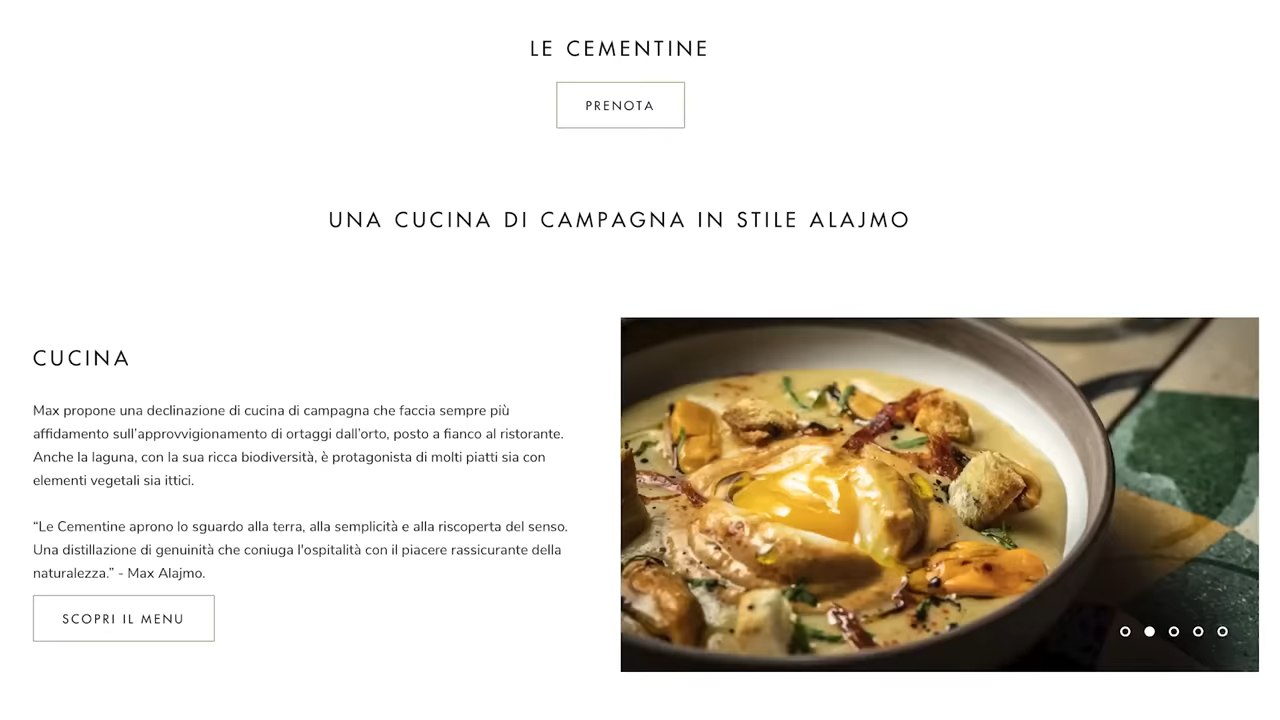 LE CEMENTINE
PRENOTA
UNA CUCINA DI CAMPAGNA IN STILE ALAJMO
CUCINA
Max propone una declinazione di cucina di campagna che faccia sempre più
affidamento sull’approvvigionamento di ortaggi dall’orto, posto a fianco al ristorante.
Anche la laguna, con la sua ricca biodiversità, è protagonista di molti piatti sia con
elementi vegetali sia ittici.
“Le Cementine aprono lo sguardo alla terra, alla semplicità e alla riscoperta del senso.
Una distillazione di genuinità che coniuga l'ospitalità con il piacere rassicurante della
naturalezza.” - Max Alajmo.
SCOPRI IL MENU